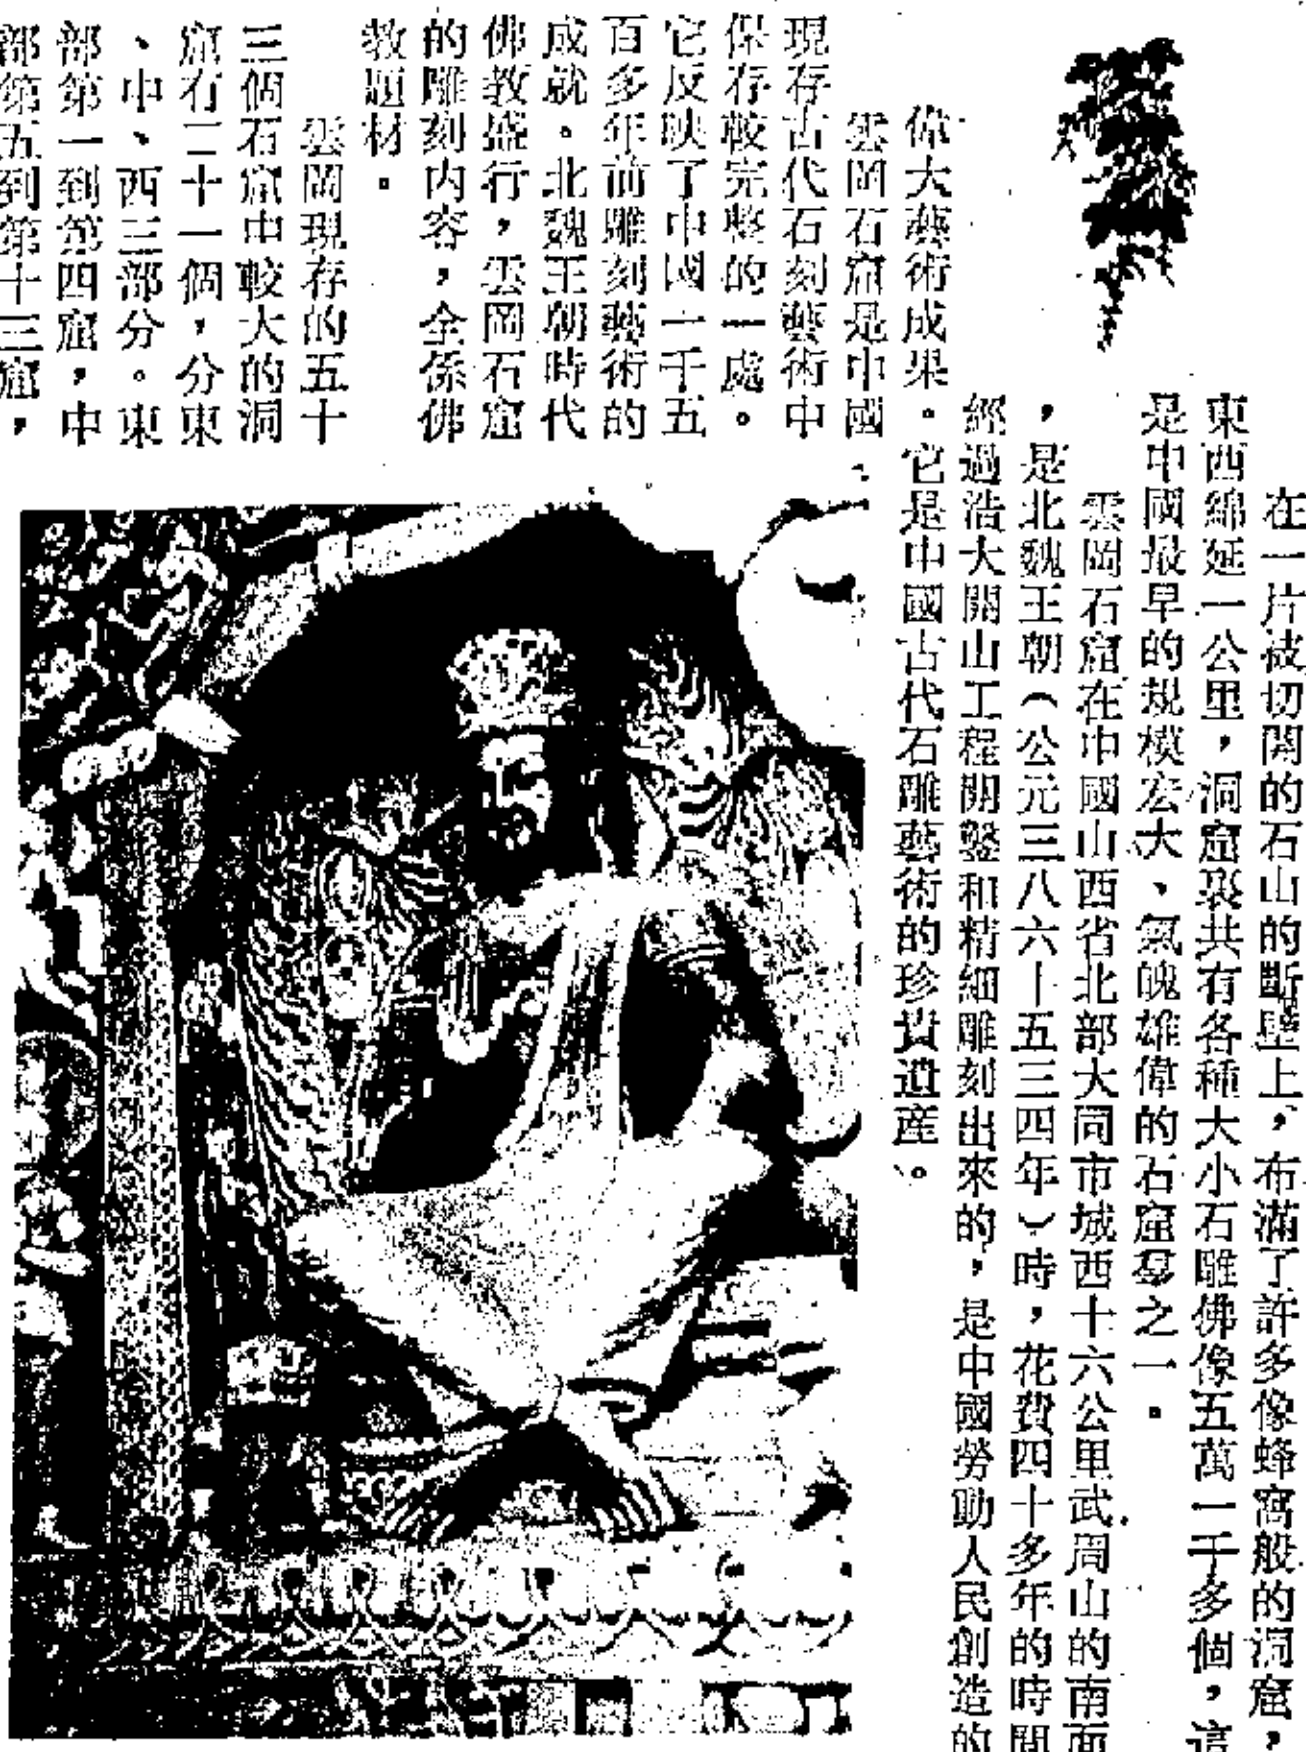 在一片被切開的石山的斷壁上，布滿了許多像蜂窩般的洞窟，
東西綿延一公里，洞窟裏共有各種大小石雕佛像五萬一千多個，這
是中國最早的規模宏大、氣魄雄偉的石窟羣之一。
雲岡石窟在中國山西省北部大同市城西十六公里武周山的南面
，是北魏王朝（公元三八六—五三四年）時，花費四十多年的時間
經過浩大開山工程開鑿和精細雕刻出來的，是中國勞動人民創造的
偉大藝術成果。它是中國古代石雕藝術的珍貴遺産。
雲岡石窟是中國
現存古代石刻藝術中
保存較完整的一處。
它反映了中國一千五
百多年前雕刻藝術的
成就。北魏王朝時代
佛教盛行，雲岡石窟
的雕刻内容，全係佛
教題材。
雲岡現存的五十
三個石窟中較大的洞
窟有二十一個，分東
、中、西三部分。東
部第一到第四窟，中
部第五到第十三窟，